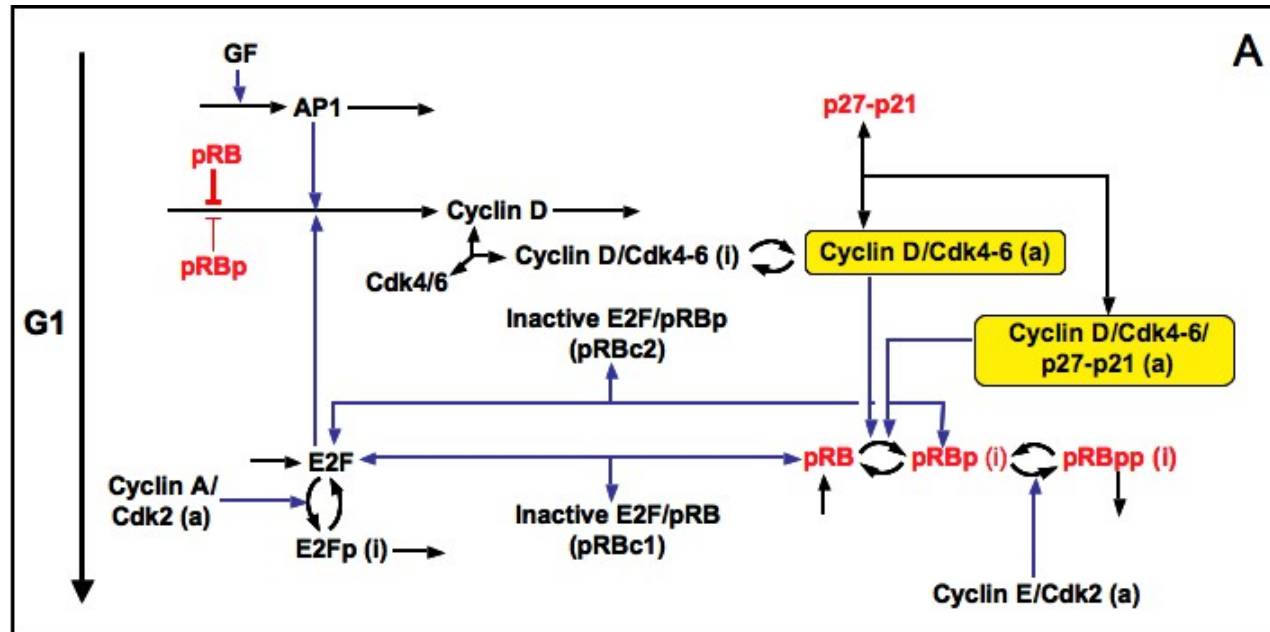 A
GF
AP1
p27-p21
pRB
Cyclin D
pRBp
Cyclin D/Cdk4-6 (i)
Cyclin D/Cdk4-6 (a)
Cdk4/6
G1
Inactive E2F/pRBp
(pRBc2)
Cyclin D/Cdk4-6/
p27-p21 (a)
E2F
pRB
pRBp (i)
pRBpp (i)
Cyclin A/
Cdk2 (a)
Inactive E2F/pRB
(pRBc1)
E2Fp (i)
Cyclin E/Cdk2 (a)